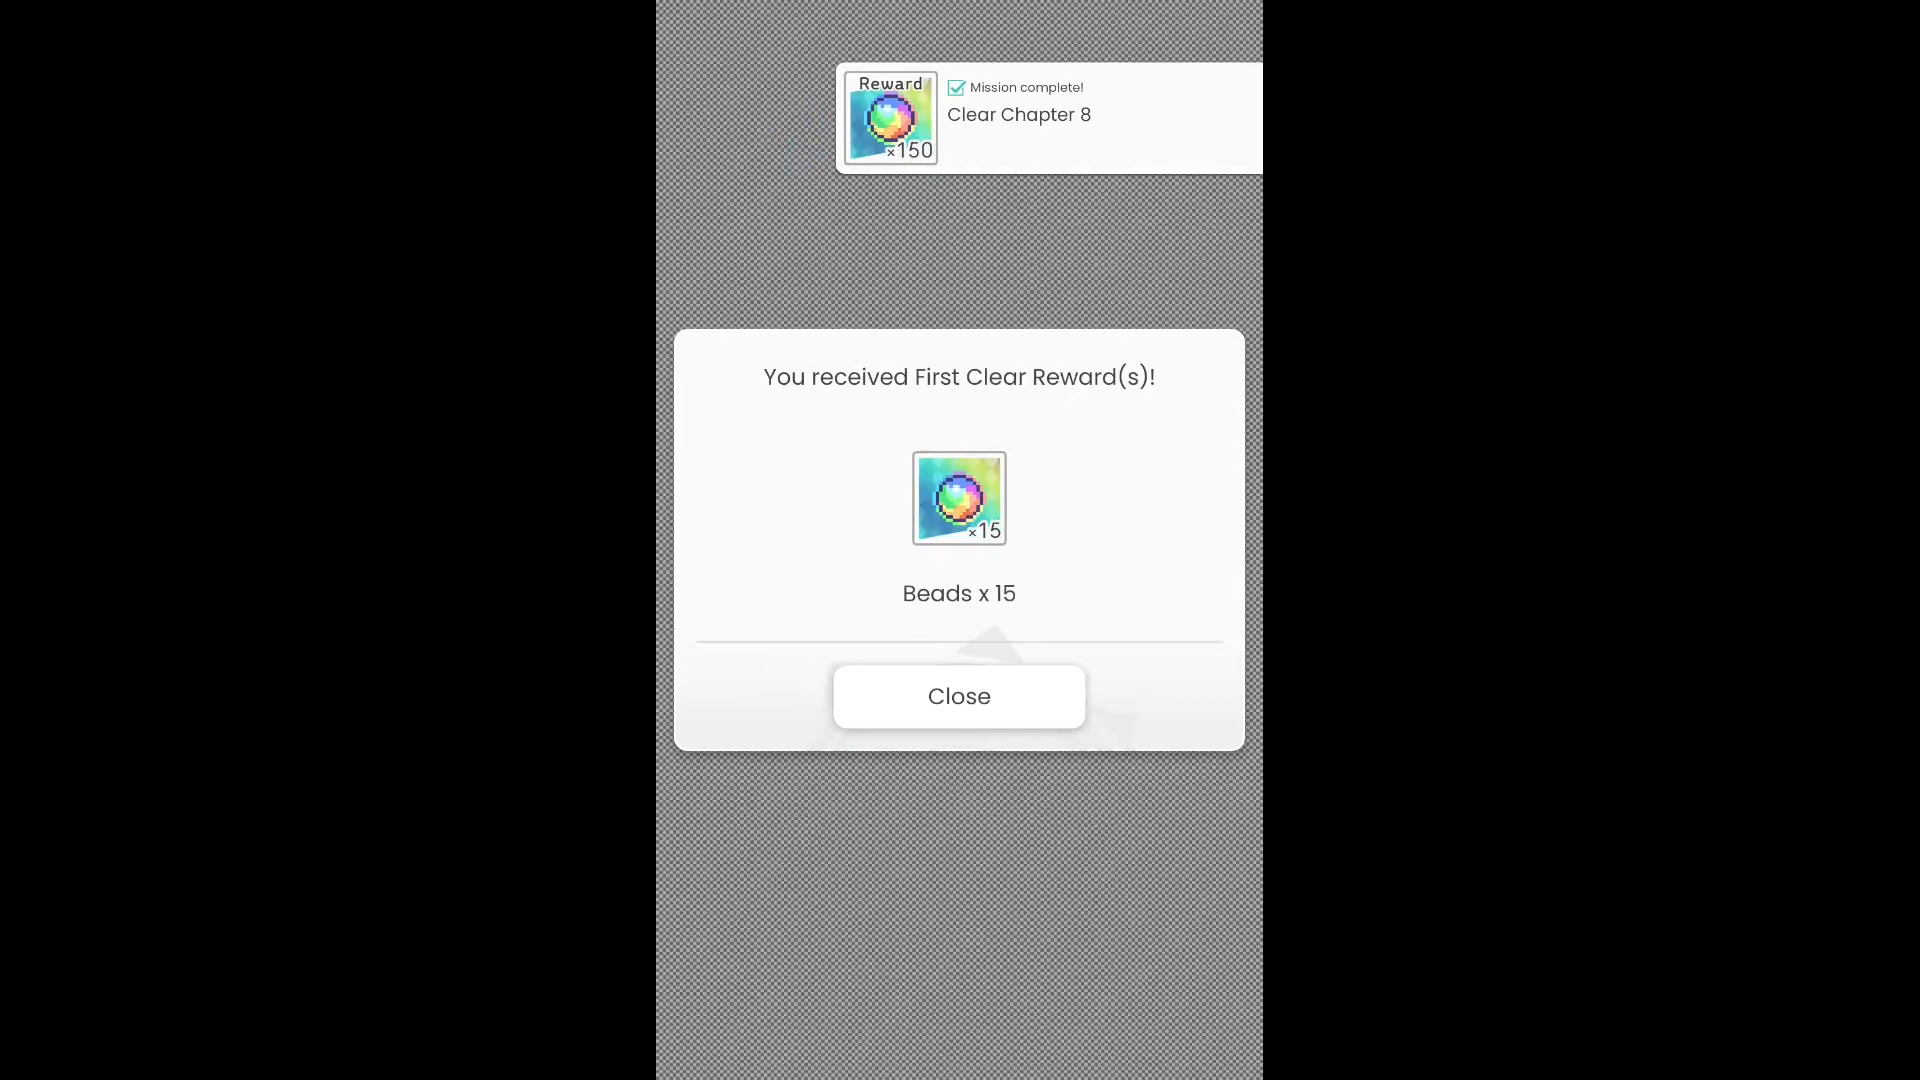 Reward
×150
Mission complete!
Clear Chapter 8
You received First Clear Reward(s)!
×15
Beads x 15
Close